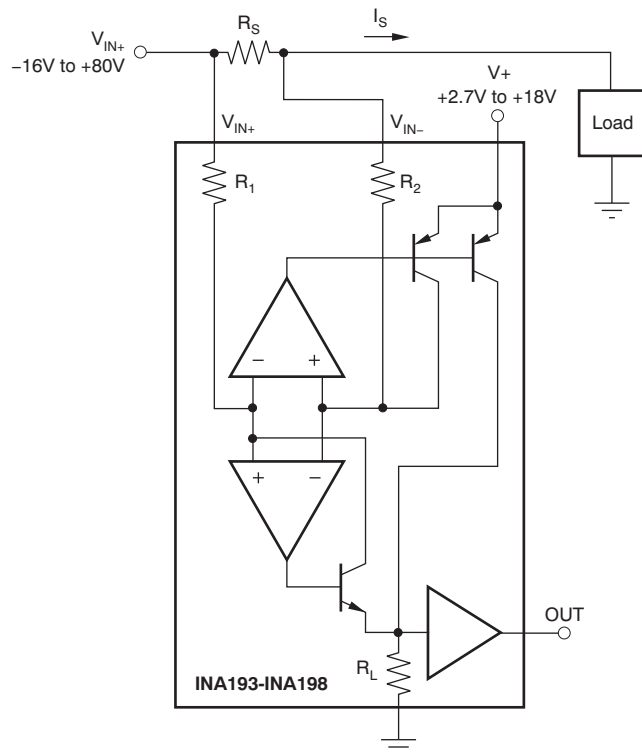 R_S
I_S
V_IN+
−16V to +80V
V+
+2.7V to +18V
Load
V_IN+
V_IN−
R_1
R_2
− +
+ −
OUT
R_L
INA193-INA198